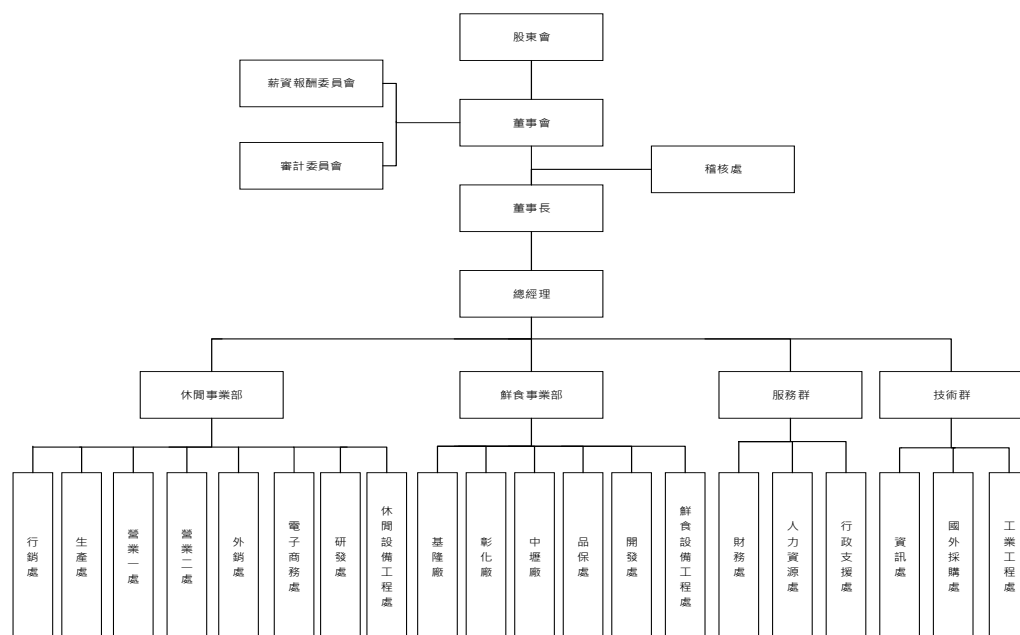 股東會
薪資報酬委員會
董事會
審計委員會
稽核處
董事長
總經理
休閒事業部
鮮食事業部
服務群
技術群
行銷處
生產處
營業一處
營業二處
外銷處
電子商務處
研發處
休閒設備工程處
基隆廠
彰化廠
中壢廠
品保處
開發處
鮮食設備工程處
財務處
人力資源處
行政支援處
資訊處
國外採購處
工業工程處